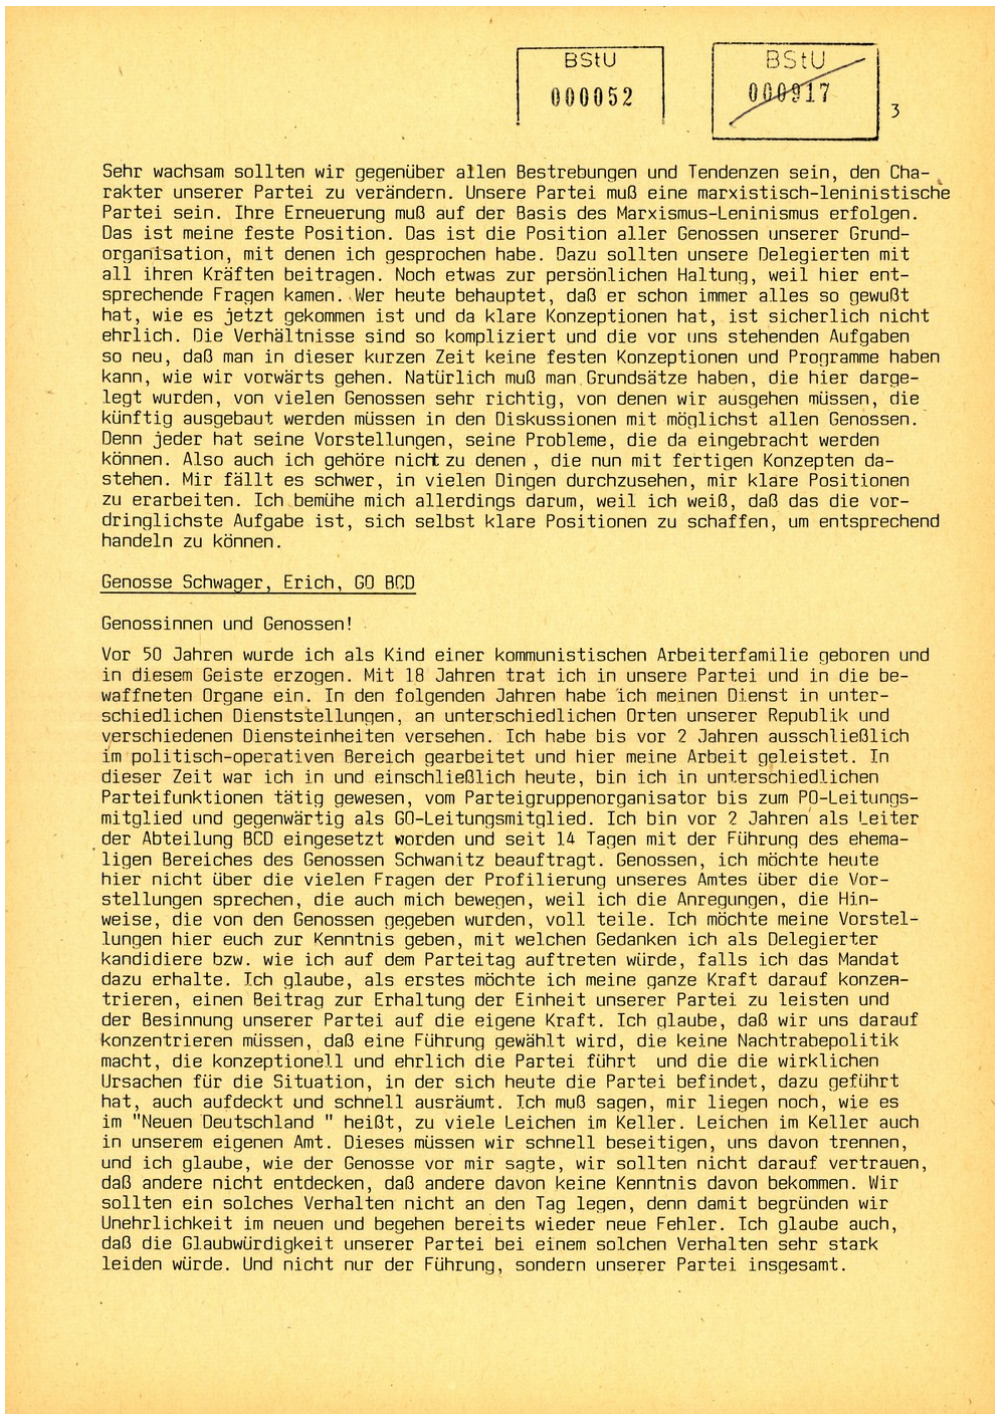 BStU
000052
BStU
000917
3
Sehr wachsam sollten wir gegenüber allen Bestrebungen und Tendenzen sein, den Cha-
rakter unserer Partei zu verändern. Unsere Partei muß eine marxistisch-leninistische
Partei sein. Ihre Erneuerung muß auf der Basis des Marxismus-Leninismus erfolgen.
Das ist meine feste Position. Das ist die Position aller Genossen unserer Grund-
organisation, mit denen ich gesprochen habe. Dazu sollten unsere Delegierten mit
all ihren Kräften beitragen. Noch etwas zur persönlichen Haltung, weil hier ent-
sprechende Fragen kamen. Wer heute behauptet, daß er schon immer alles so gewußt
hat, wie es jetzt gekommen ist und da klare Konzeptionen hat, ist sicherlich nicht
ehrlich. Die Verhältnisse sind so kompliziert und die vor uns stehenden Aufgaben
so neu, daß man in dieser kurzen Zeit keine festen Konzeptionen und Programme haben
kann, wie wir vorwärts gehen. Natürlich muß man Grundsätze haben, die hier darge-
legt wurden, von vielen Genossen sehr richtig, von denen wir ausgehen müssen, die
künftig ausgebaut werden müssen in den Diskussionen mit möglichst allen Genossen.
Denn jeder hat seine Vorstellungen, seine Probleme, die da eingebracht werden
können. Also auch ich gehöre nicht zu denen , die nun mit fertigen Konzepten da-
stehen. Mir fällt es schwer, in vielen Dingen durchzusehen, mir klare Positionen
zu erarbeiten. Ich bemühe mich allerdings darum, weil ich weiß, daß das die vor-
dringlichste Aufgabe ist, sich selbst klare Positionen zu schaffen, um entsprechend
handeln zu können.
Genosse Schwager, Erich, GO BCD
Genossinnen und Genossen!
Vor 50 Jahren wurde ich als Kind einer kommunistischen Arbeiterfamilie geboren und
in diesem Geiste erzogen. Mit 18 Jahren trat ich in unsere Partei und in die be-
waffneten Organe ein. In den folgenden Jahren habe ich meinen Dienst in unter-
schiedlichen Dienststellungen, an unterschiedlichen Orten unserer Republik und
verschiedenen Diensteinheiten versehen. Ich habe bis vor 2 Jahren ausschließlich
im politisch-operativen Bereich gearbeitet und hier meine Arbeit geleistet. In
dieser Zeit war ich in und einschließlich heute, bin ich in unterschiedlichen
Parteifunktionen tätig gewesen, vom Parteigruppenorganisator bis zum PO-Leitungs-
mitglied und gegenwärtig als GO-Leitungsmitglied. Ich bin vor 2 Jahren als Leiter
der Abteilung BCD eingesetzt worden und seit 14 Tagen mit der Führung des ehema-
ligen Bereiches des Genossen Schwanitz beauftragt. Genossen, ich möchte heute
hier nicht über die vielen Fragen der Profilierung unseres Amtes über die Vor-
stellungen sprechen, die auch mich bewegen, weil ich die Anregungen, die Hin-
weise, die von den Genossen gegeben wurden, voll teile. Ich möchte meine Vorstel-
lungen hier euch zur Kenntnis geben, mit welchen Gedanken ich als Delegierter
kandidiere bzw. wie ich auf dem Parteitag auftreten würde, falls ich das Mandat
dazu erhalte. Ich glaube, als erstes möchte ich meine ganze Kraft darauf konzen-
trieren, einen Beitrag zur Erhaltung der Einheit unserer Partei zu leisten und
der Besinnung unserer Partei auf die eigene Kraft. Ich glaube, daß wir uns darauf
konzentrieren müssen, daß eine Führung gewählt wird, die keine Nachtrabepolitik
macht, die konzeptionell und ehrlich die Partei führt  und die die wirklichen
Ursachen für die Situation, in der sich heute die Partei befindet, dazu geführt
hat, auch aufdeckt und schnell ausräumt. Ich muß sagen, mir liegen noch, wie es
im "Neuen Deutschland " heißt, zu viele Leichen im Keller. Leichen im Keller auch
in unserem eigenen Amt. Dieses müssen wir schnell beseitigen, uns davon trennen,
und ich glaube, wie der Genosse vor mir sagte, wir sollten nicht darauf vertrauen,
daß andere nicht entdecken, daß andere davon keine Kenntnis davon bekommen. Wir
sollten ein solches Verhalten nicht an den Tag legen, denn damit begründen wir
Unehrlichkeit im neuen und begehen bereits wieder neue Fehler. Ich glaube auch,
daß die Glaubwürdigkeit unserer Partei bei einem solchen Verhalten sehr stark
leiden würde. Und nicht nur der Führung, sondern unserer Partei insgesamt.